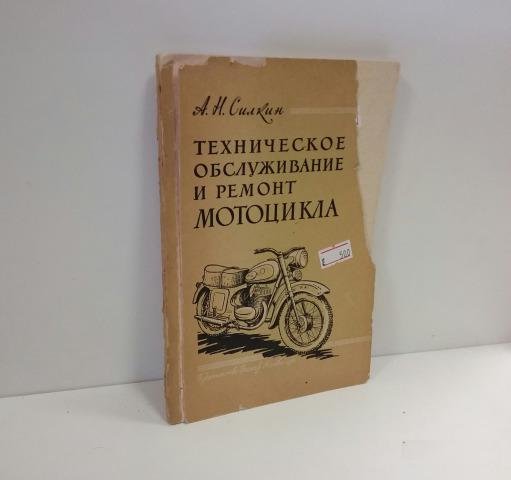 А. Н. Силкин
ТЕХНИЧЕСКОЕ
ОБСЛУЖИВАНИЕ
И РЕМОНТ
МОТОЦИКЛА
500